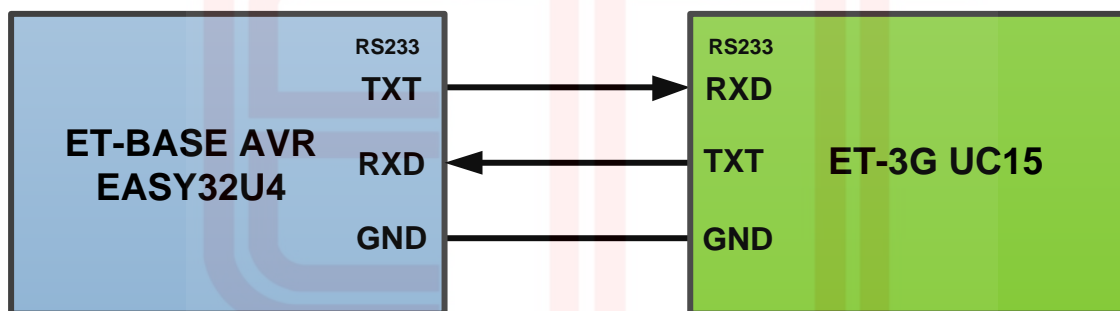 RS233
TXT
ET-BASE AVR
EASY32U4
RXD
GND
RS233
RXD
TXT
ET-3G UC15
GND